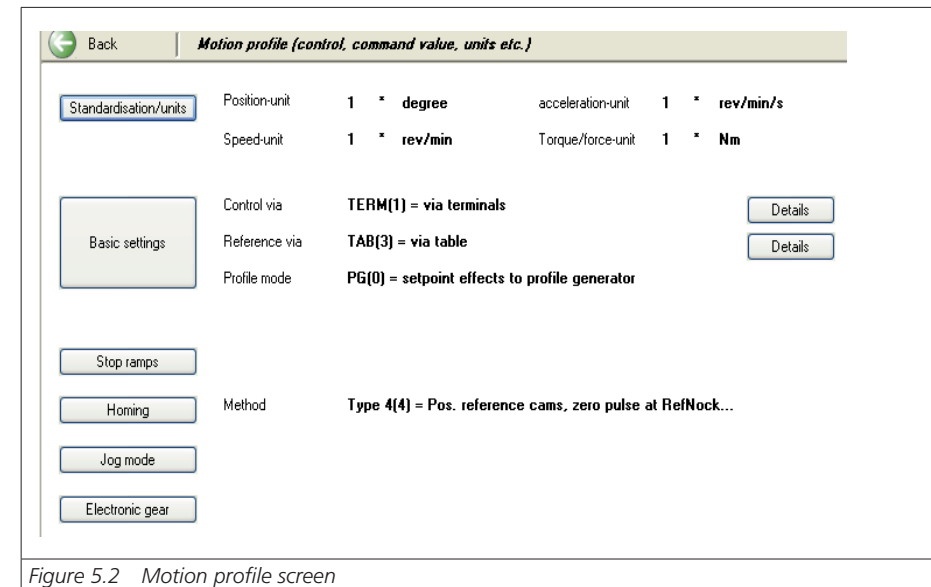 Back Motion profile {control, command value, units etc.}
Standardisation/units Position-unit 1 * degree acceleration-unit 1 * rev/min/s
Speed-unit 1 * rev/min Torque/force-unit 1 * Nm
Control via TERM(1) = via terminals Details
Basic settings Reference via TAB(3) = via table Details
Profile mode PG(0) = setpoint effects to profile generator
Stop ramps
Homing Method Type 4(4) = Pos. reference cams, zero pulse at RefNock...
Jog mode
Electronic gear
Figure 5.2 Motion profile screen